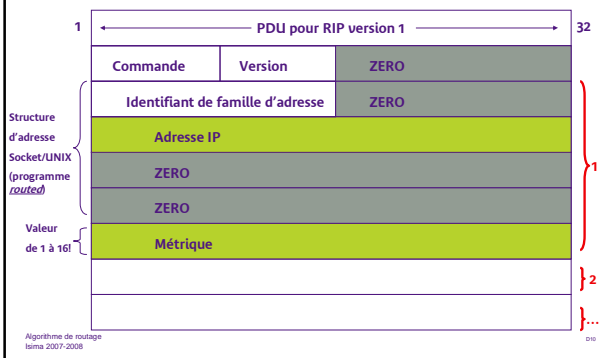 1 PDU pour RIP version 1 32
Commande Version ZERO
Identifiant de famille d'adresse ZERO
Structure
d'adresse
Socket/UNIX
(programme
routed)
Adresse IP
ZERO
ZERO
1
Valeur
de 1 à 16!
Métrique
2
...
Algorithme de routage
Isima 2007-2008
D10